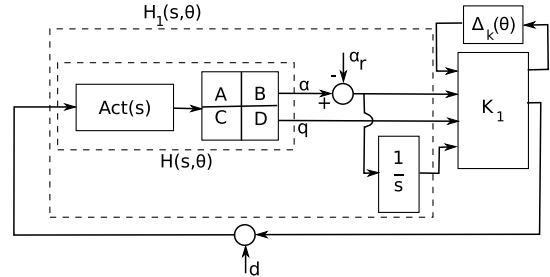 H₁(s,θ)
Δₖ(θ)
- αᵣ
Act(s)
A B
C D
α
+
q
K₁
H(s,θ)
1
s
d